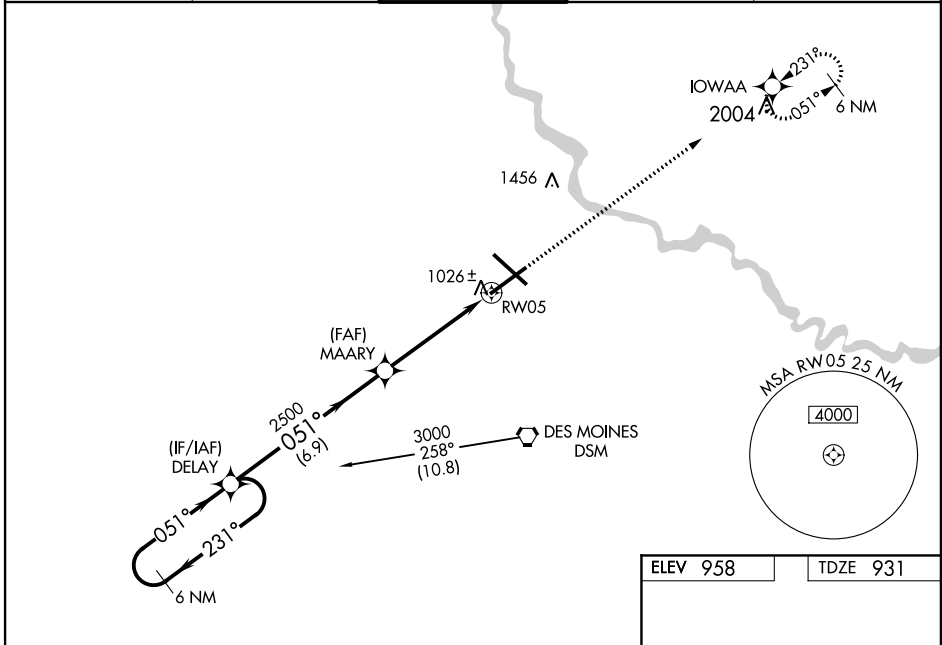 231°
IOWAA
2004
051°
6 NM
1456
1026 ±
RW05
(FAF)
MAARY
MSA RW05 25 NM
4000
2500
051°
(6.9)
DES MOINES
DSM
3000
258°
(10.8)
(IF/IAF)
DELAY
051°
231°
6 NM
ELEV 958
TDZE 931